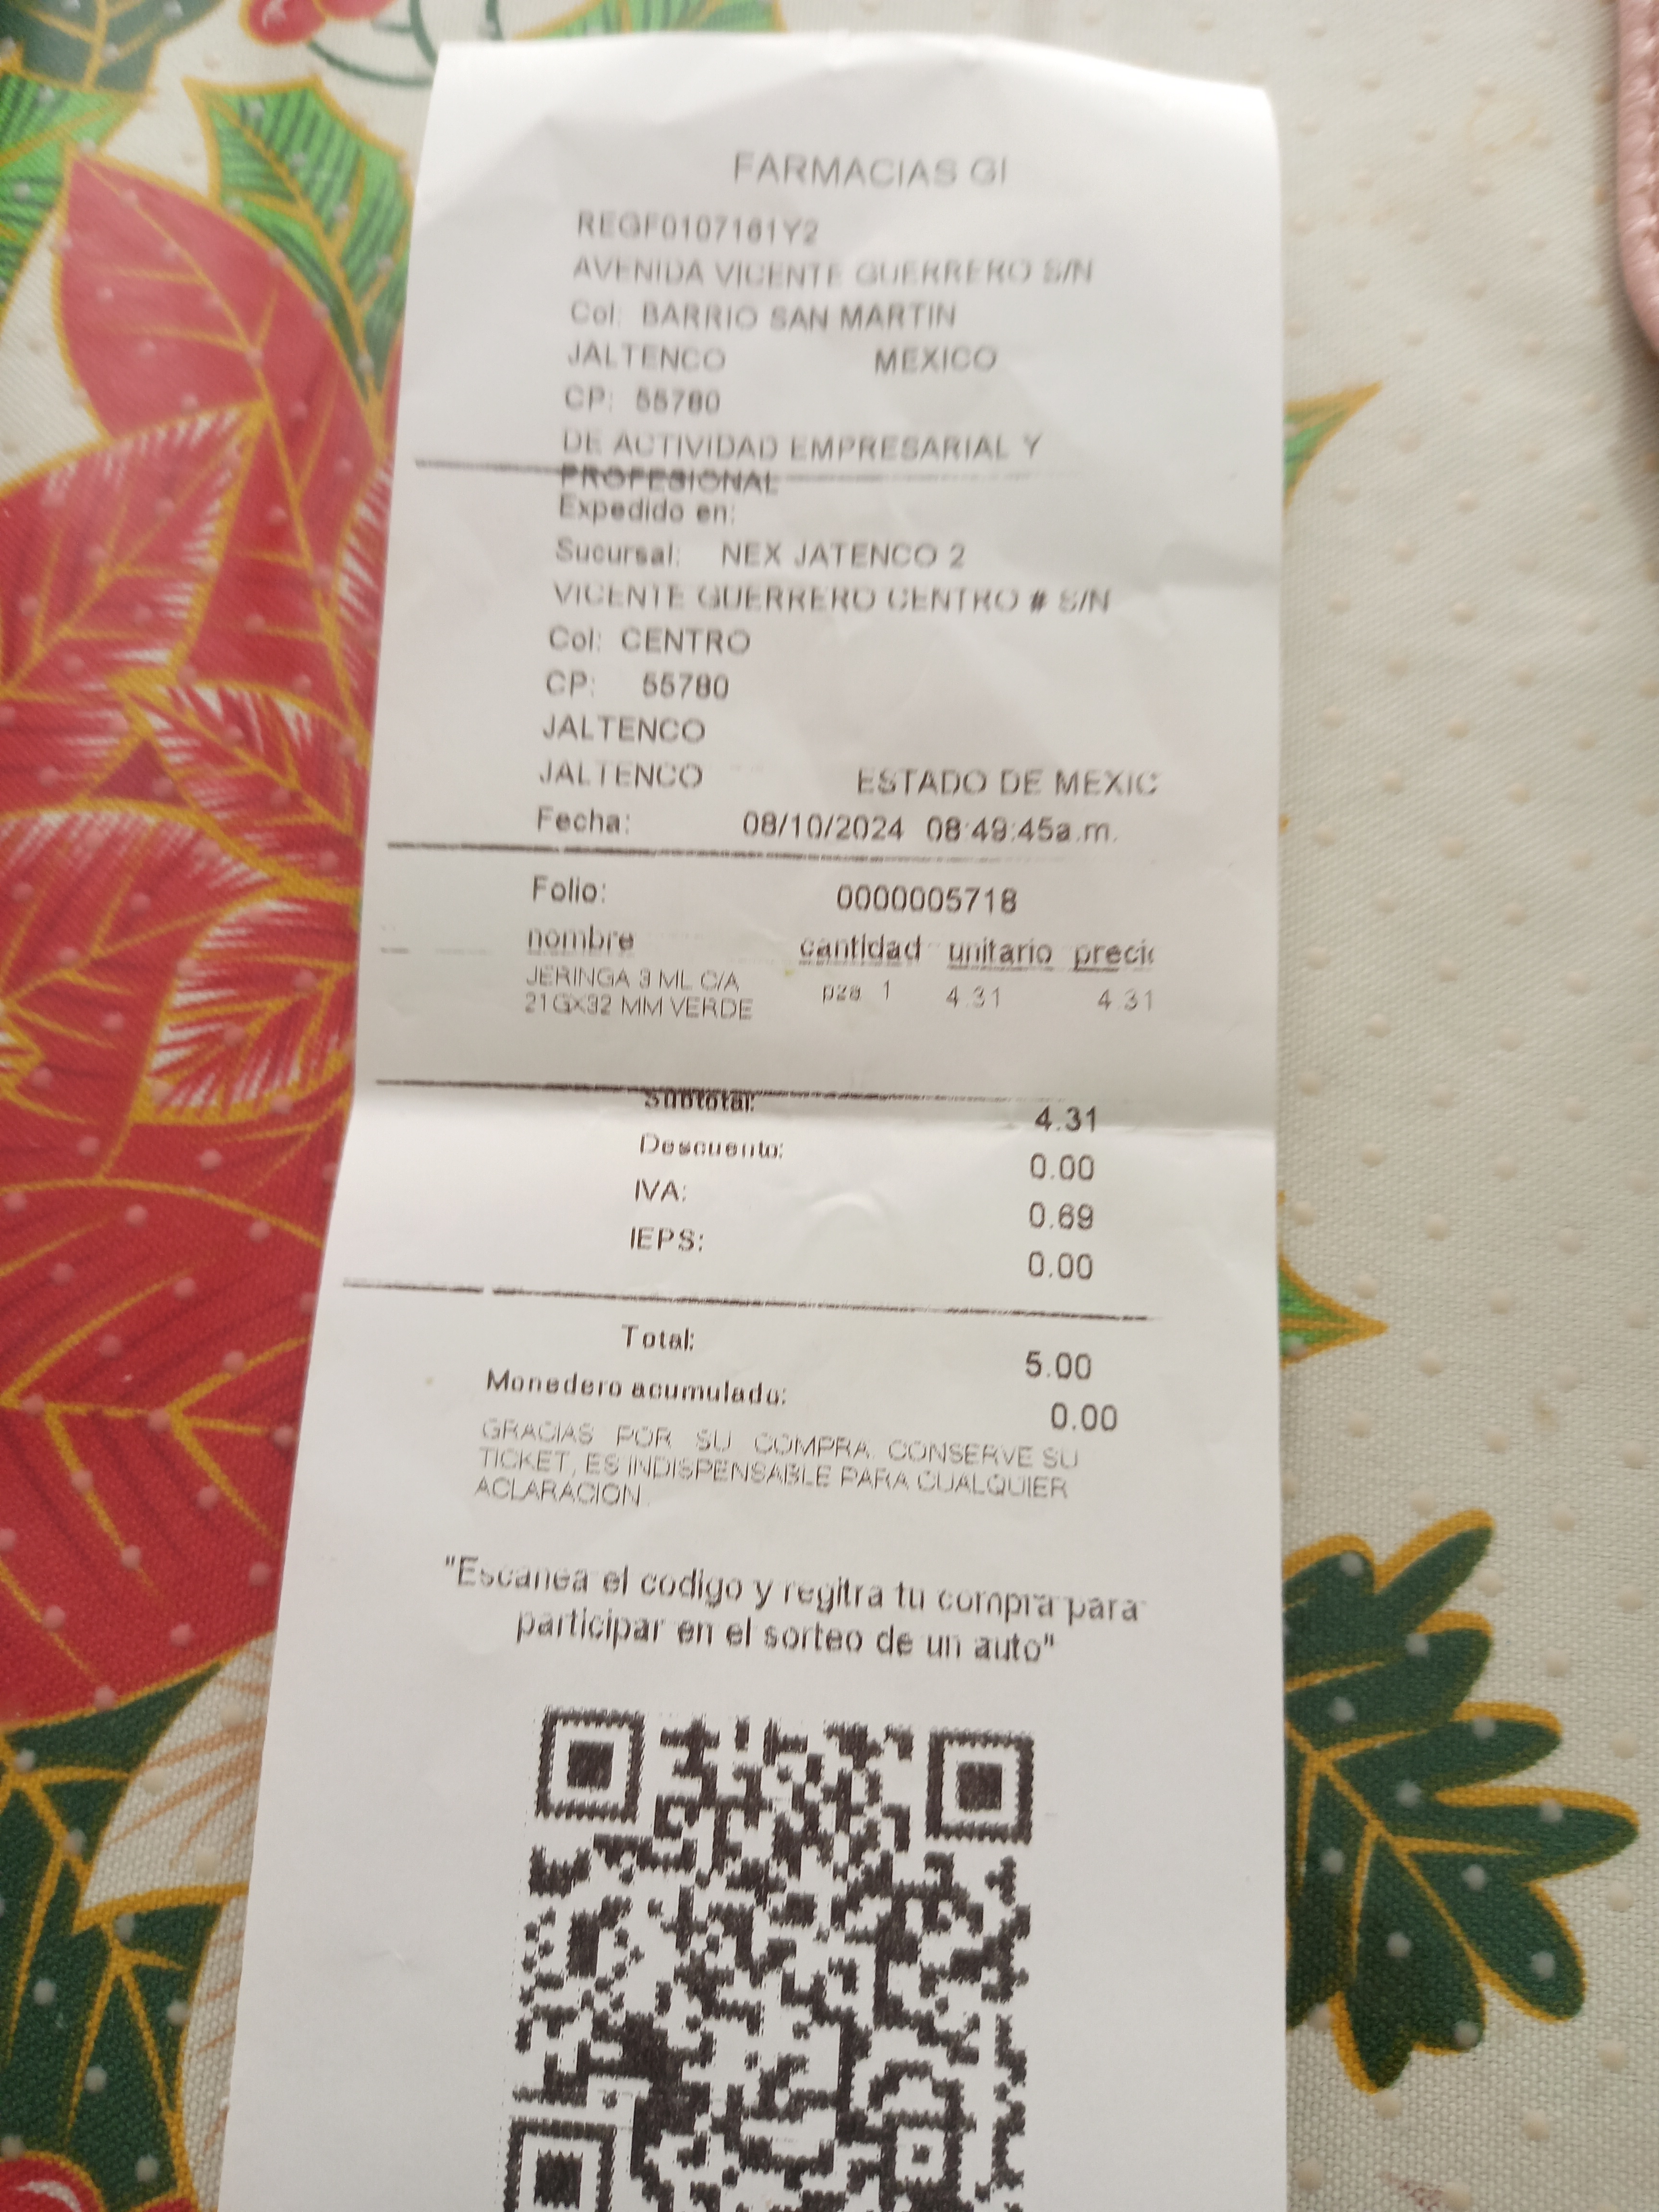 FARMACIAS GI
REGF0107161Y2
AVENIDA VICENTE GUERRERO S/N
Col: BARRIO SAN MARTIN
JALTENCO MEXICO
CP: 55780
DE ACTIVIDAD EMPRESARIAL Y
PROFESIONAL
Expedido en:
Sucursal: NEX JATENCO 2
VICENTE GUERRERO CENTRO # S/N
Col: CENTRO
CP: 55780
JALTENCO
JALTENCO ESTADO DE MEXIC
Fecha: 08/10/2024 08:49:45a.m.
Folio: 0000005718
nombre cantidad unitario precio
JERINGA 3 ML C/A
21GX32 MM VERDE pza 1 4.31 4.31
Subtotal: 4.31
Descuento: 0.00
IVA: 0.69
IEPS: 0.00
Total: 5.00
Monedero acumulado: 0.00
GRACIAS POR SU COMPRA. CONSERVE SU
TICKET, ES INDISPENSABLE PARA CUALQUIER
ACLARACION.
"Escanea el codigo y regitra tu compra para
participar en el sorteo de un auto"